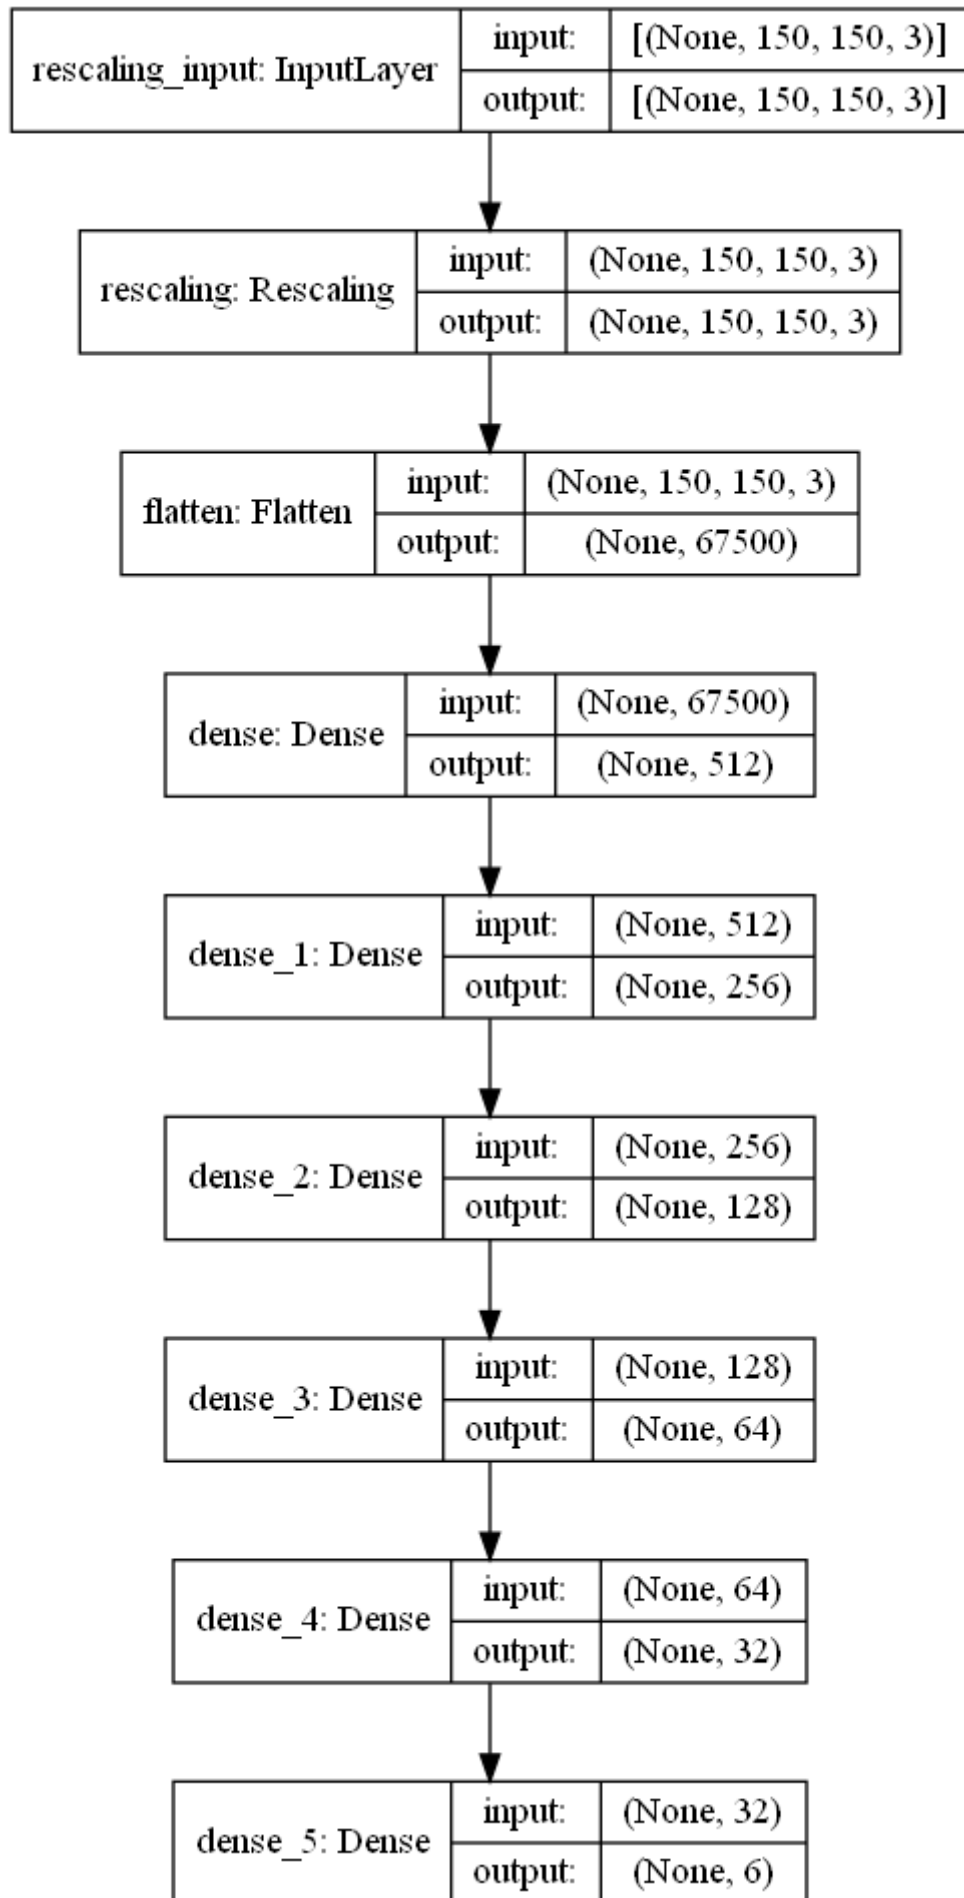 rescaling_input: InputLayer
input: [(None, 150, 150, 3)]
output: [(None, 150, 150, 3)]
rescaling: Rescaling
input: (None, 150, 150, 3)
output: (None, 150, 150, 3)
flatten: Flatten
input: (None, 150, 150, 3)
output: (None, 67500)
dense: Dense
input: (None, 67500)
output: (None, 512)
dense_1: Dense
input: (None, 512)
output: (None, 256)
dense_2: Dense
input: (None, 256)
output: (None, 128)
dense_3: Dense
input: (None, 128)
output: (None, 64)
dense_4: Dense
input: (None, 64)
output: (None, 32)
dense_5: Dense
input: (None, 32)
output: (None, 6)